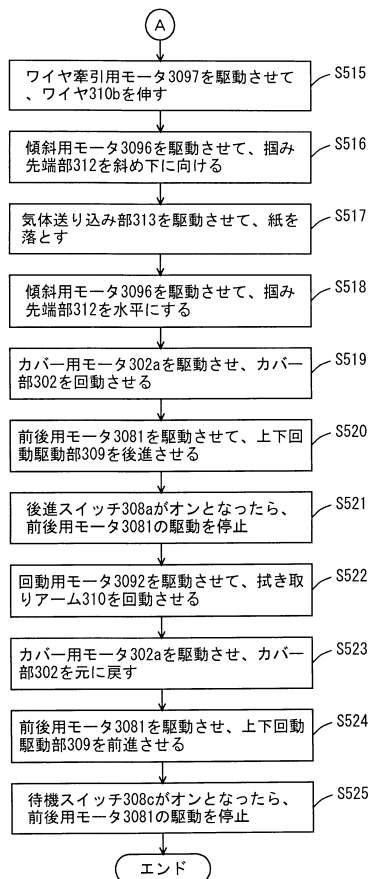 A
ワイヤ牽引用モータ3097を駆動させて
、ワイヤ310bを伸す
S515
傾斜用モータ3096を駆動させて、掴み
先端部312を斜め下に向ける
S516
気体送り込み部313を駆動させて、紙を
落とす
S517
傾斜用モータ3096を駆動させて、掴み
先端部312を水平にする
S518
カバー用モータ302aを駆動させ、カバー
部302を回動させる
S519
前後用モータ3081を駆動させて、上下回
動駆動部309を後進させる
S520
後進スイッチ308aがオンとなったら、
前後用モータ3081の駆動を停止
S521
回動用モータ3092を駆動させて、拭き取
りアーム310を回動させる
S522
カバー用モータ302aを駆動させ、カバー
部302を元に戻す
S523
前後用モータ3081を駆動させ、上下回動
駆動部309を前進させる
S524
待機スイッチ308cがオンとなったら、
前後用モータ3081の駆動を停止
S525
エンド